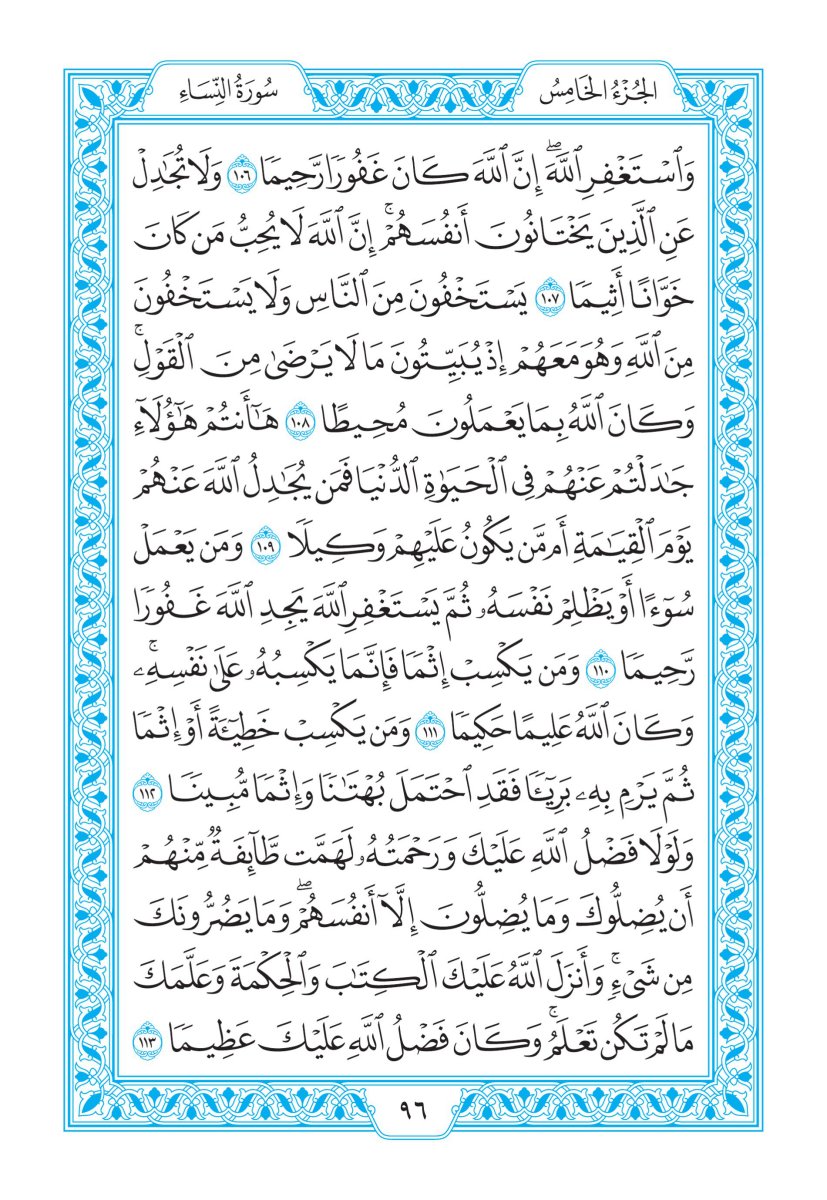 الجُزْءُ الخَامِسُ
سُورَةُ النِّسَاءِ
وَٱسْتَغْفِرِ ٱللَّهَۖ إِنَّ ٱللَّهَ كَانَ غَفُورًا رَّحِيمًا ١٠٦ وَلَا تُجَٰدِلْ
عَنِ ٱلَّذِينَ يَخْتَانُونَ أَنفُسَهُمْۚ إِنَّ ٱللَّهَ لَا يُحِبُّ مَن كَانَ
خَوَّانًا أَثِيمًا ١٠٧ يَسْتَخْفُونَ مِنَ ٱلنَّاسِ وَلَا يَسْتَخْفُونَ
مِنَ ٱللَّهِ وَهُوَ مَعَهُمْ إِذْ يُبَيِّتُونَ مَا لَا يَرْضَىٰ مِنَ ٱلْقَوْلِۚ
وَكَانَ ٱللَّهُ بِمَا يَعْمَلُونَ مُحِيطًا ١٠٨ هَٰٓأَنتُمْ هَٰٓؤُلَآءِ
جَٰدَلْتُمْ عَنْهُمْ فِى ٱلْحَيَوٰةِ ٱلدُّنْيَا فَمَن يُجَٰدِلُ ٱللَّهَ عَنْهُمْ
يَوْمَ ٱلْقِيَٰمَةِ أَم مَّن يَكُونُ عَلَيْهِمْ وَكِيلًا ١٠٩ وَمَن يَعْمَلْ
سُوٓءًا أَوْ يَظْلِمْ نَفْسَهُۥ ثُمَّ يَسْتَغْفِرِ ٱللَّهَ يَجِدِ ٱللَّهَ غَفُورًا
رَّحِيمًا ١١٠ وَمَن يَكْسِبْ إِثْمًا فَإِنَّمَا يَكْسِبُهُۥ عَلَىٰ نَفْسِهِۦۚ
وَكَانَ ٱللَّهُ عَلِيمًا حَكِيمًا ١١١ وَمَن يَكْسِبْ خَطِيٓـَٔةً أَوْ إِثْمًا
ثُمَّ يَرْمِ بِهِۦ بَرِيٓـًٔا فَقَدِ ٱحْتَمَلَ بُهْتَٰنًا وَإِثْمًا مُّبِينًا ١١٢
وَلَوْلَا فَضْلُ ٱللَّهِ عَلَيْكَ وَرَحْمَتُهُۥ لَهَمَّت طَّآئِفَةٌ مِّنْهُمْ
أَن يُضِلُّوكَ وَمَا يُضِلُّونَ إِلَّآ أَنفُسَهُمْۖ وَمَا يَضُرُّونَكَ
مِن شَىْءٍۚ وَأَنزَلَ ٱللَّهُ عَلَيْكَ ٱلْكِتَٰبَ وَٱلْحِكْمَةَ وَعَلَّمَكَ
مَا لَمْ تَكُن تَعْلَمُۚ وَكَانَ فَضْلُ ٱللَّهِ عَلَيْكَ عَظِيمًا ١١٣
٩٦